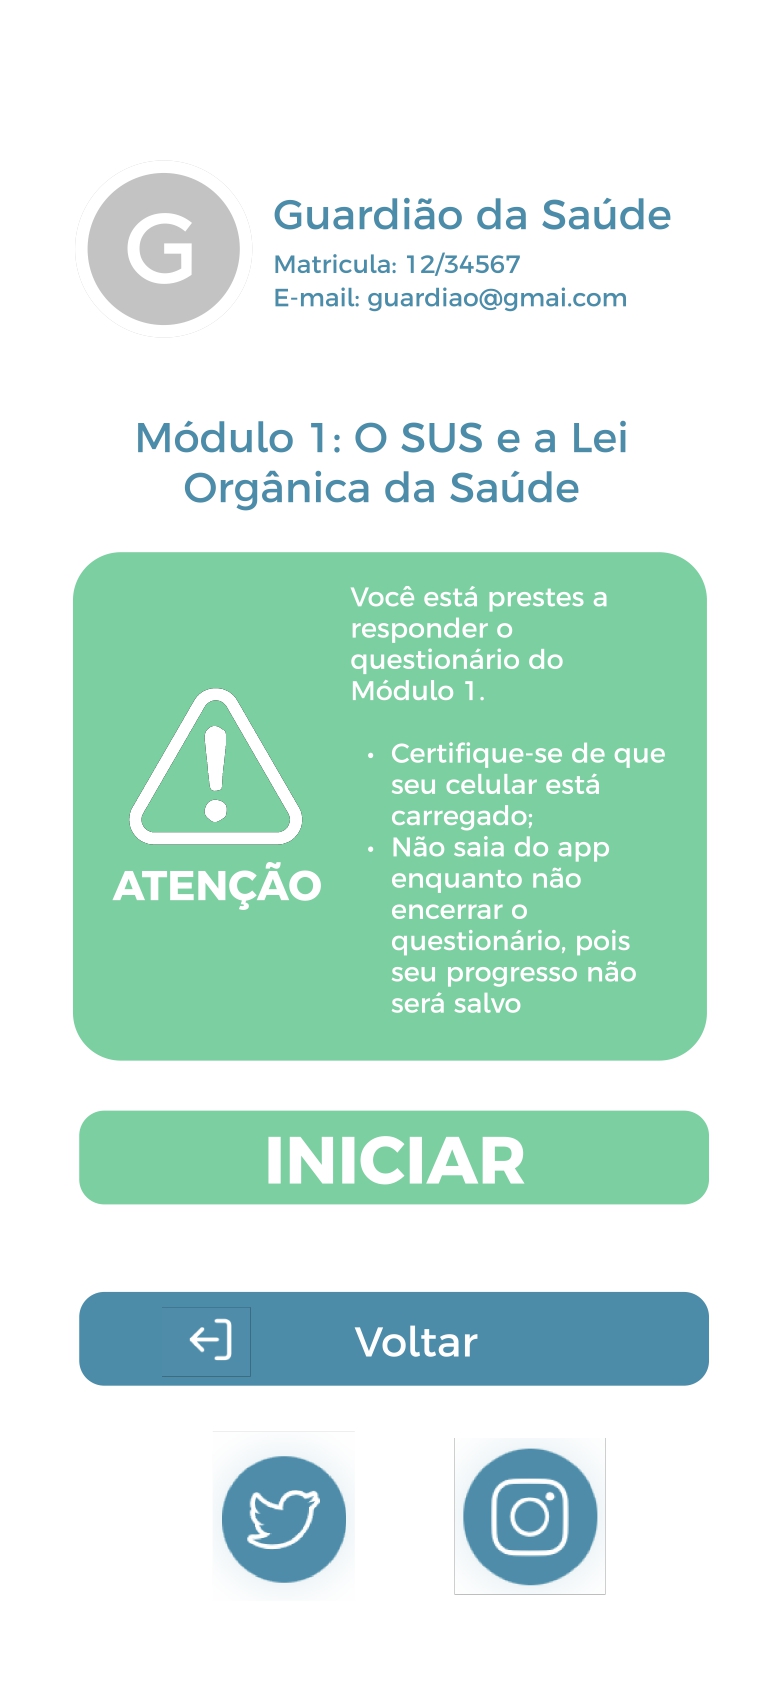 G
Guardião da Saúde
Matricula: 12/34567
E-mail: guardiao@gmai.com
Módulo 1: O SUS e a Lei
Orgânica da Saúde
Você está prestes a
responder o
questionário do
Módulo 1.
• Certifique-se de que
seu celular está
carregado;
• Não saia do app
enquanto não
encerrar o
questionário, pois
seu progresso não
será salvo
ATENÇÃO
INICIAR
Voltar